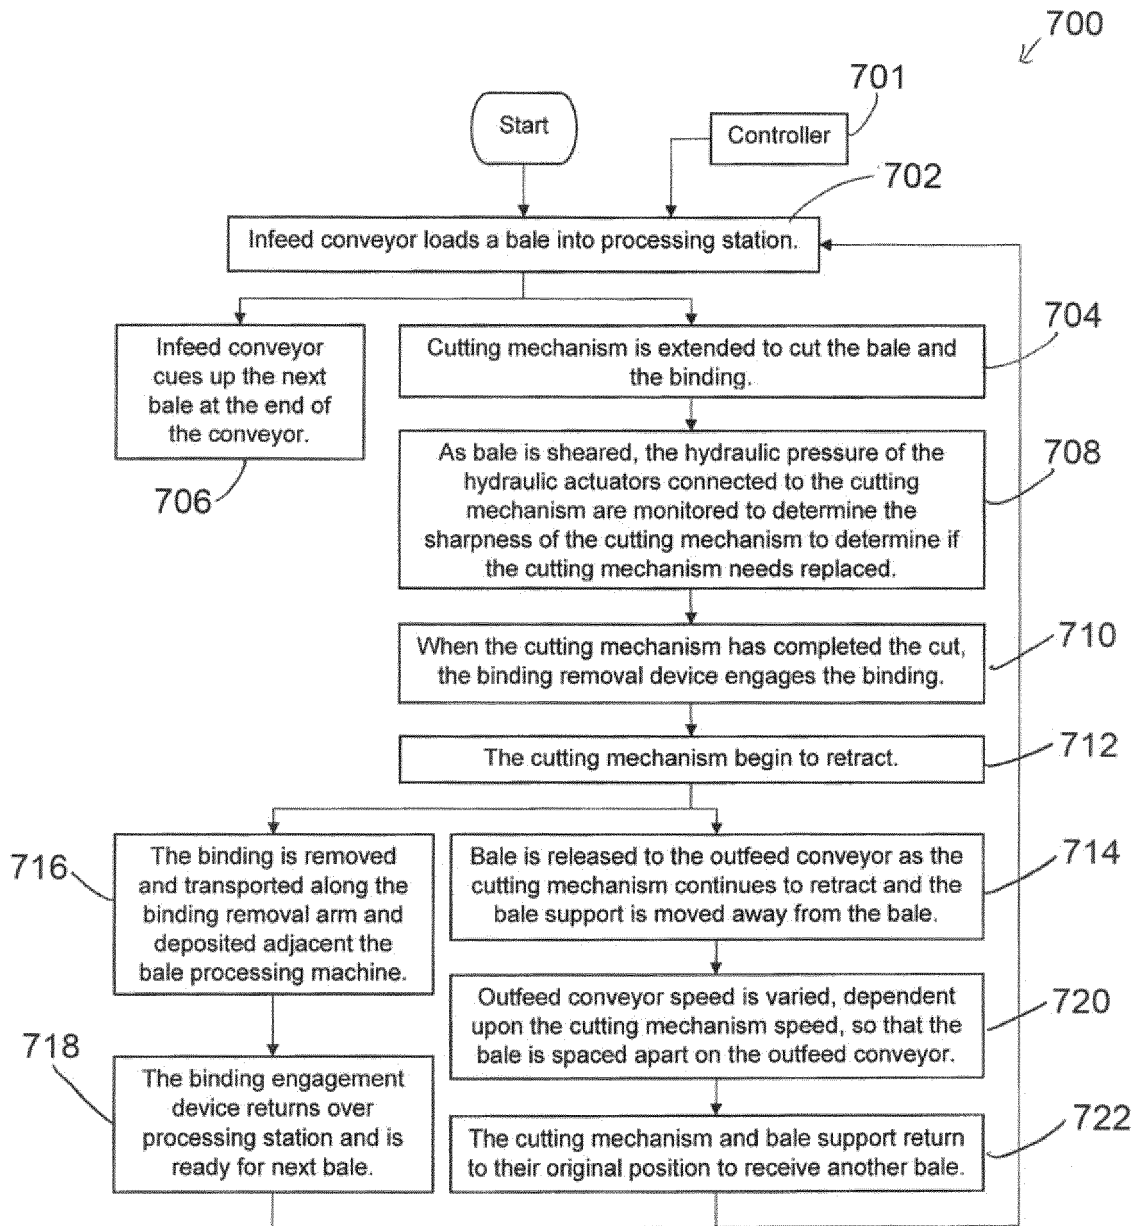 700
701
Start
Controller
702
Infeed conveyor loads a bale into processing station.
704
Infeed conveyor
cues up the next
bale at the end of
the conveyor.
706
Cutting mechanism is extended to cut the bale and
the binding.
As bale is sheared, the hydraulic pressure of the
hydraulic actuators connected to the cutting
mechanism are monitored to determine the
sharpness of the cutting mechanism to determine if
the cutting mechanism needs replaced.
708
When the cutting mechanism has completed the cut,
the binding removal device engages the binding.
710
The cutting mechanism begin to retract.
712
716
The binding is removed
and transported along the
binding removal arm and
deposited adjacent the
bale processing machine.
Bale is released to the outfeed conveyor as the
cutting mechanism continues to retract and the
bale support is moved away from the bale.
714
Outfeed conveyor speed is varied, dependent
upon the cutting mechanism speed, so that the
bale is spaced apart on the outfeed conveyor.
720
718
The binding engagement
device returns over
processing station and is
ready for next bale.
The cutting mechanism and bale support return
to their original position to receive another bale.
722